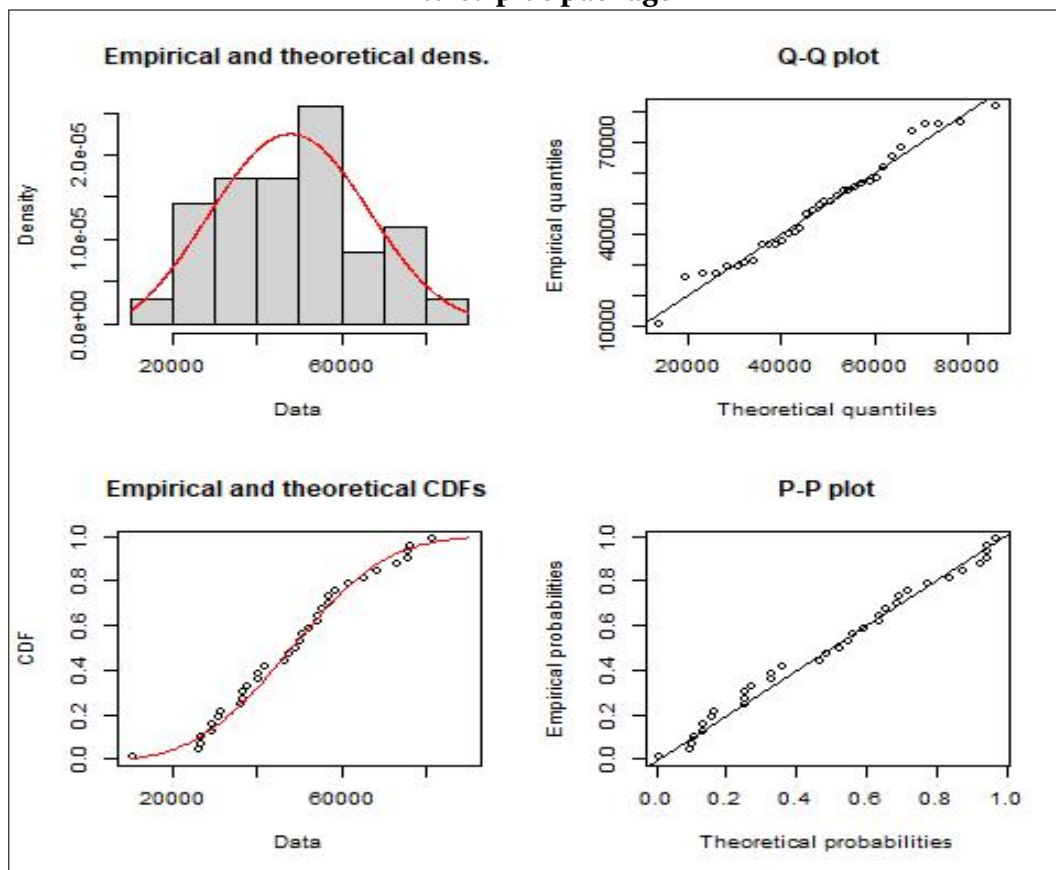 Empirical and theoretical dens.
Density
0.0e+00 1.0e-05 2.0e-05
20000 60000
Data
Q-Q plot
Empirical quantiles
10000 40000 70000
20000 40000 60000 80000
Theoretical quantiles
Empirical and theoretical CDFs
CDF
0.0 0.2 0.4 0.6 0.8 1.0
20000 60000
Data
P-P plot
Empirical probabilities
0.0 0.2 0.4 0.6 0.8 1.0
0.0 0.2 0.4 0.6 0.8 1.0
Theoretical probabilities